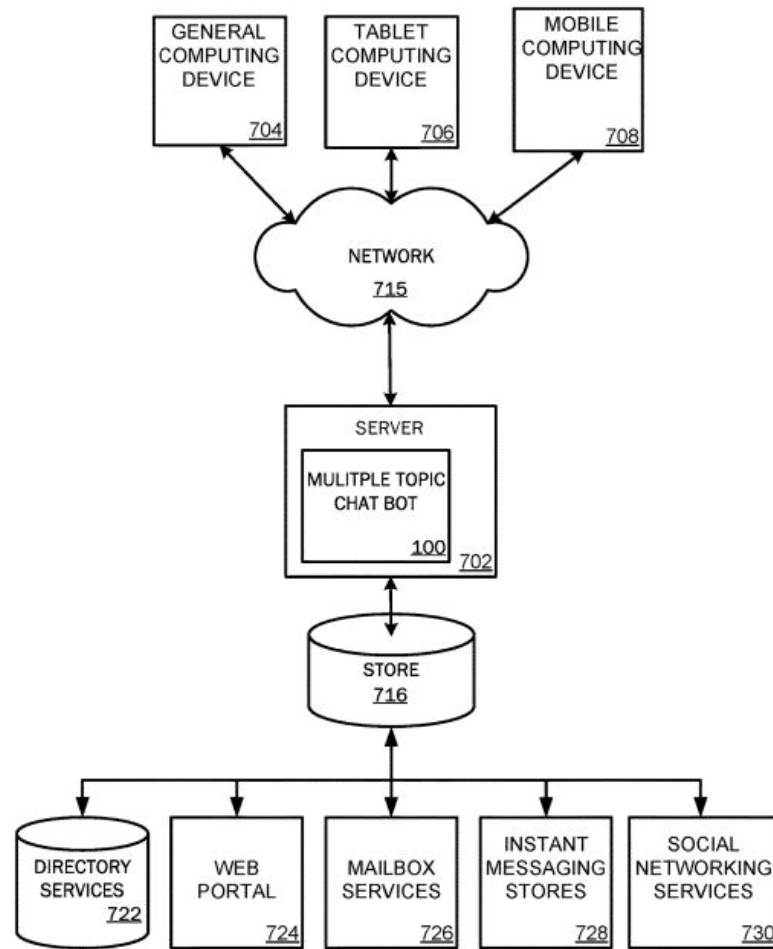 GENERAL
COMPUTING
DEVICE
704
TABLET
COMPUTING
DEVICE
706
MOBILE
COMPUTING
DEVICE
708
NETWORK
715
SERVER
MULITPLE TOPIC
CHAT BOT
100
702
STORE
716
DIRECTORY
SERVICES
722
WEB
PORTAL
724
MAILBOX
SERVICES
726
INSTANT
MESSAGING
STORES
728
SOCIAL
NETWORKING
SERVICES
730